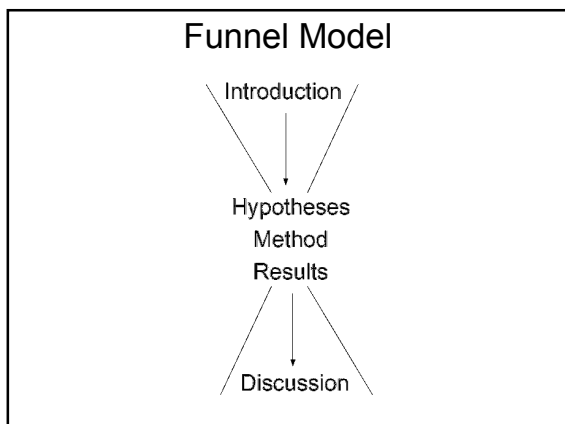 Funnel Model
Introduction
Hypotheses
Method
Results
Discussion